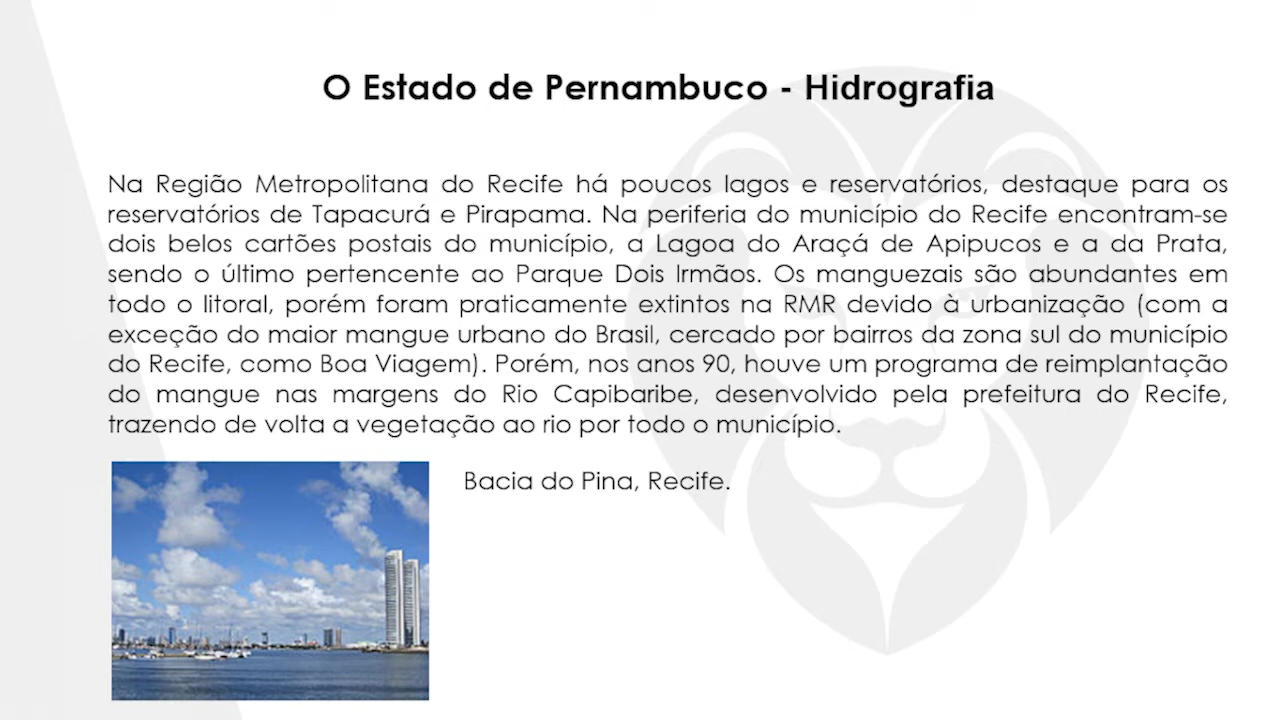 O Estado de Pernambuco - Hidrografia
Na Região Metropolitana do Recife há poucos lagos e reservatórios, destaque para os
reservatórios de Tapacurá e Pirapama. Na periferia do município do Recife encontram-se
dois belos cartões postais do município, a Lagoa do Araçá de Apipucos e a da Prata,
sendo o último pertencente ao Parque Dois Irmãos. Os manguezais são abundantes em
todo o litoral, porém foram praticamente extintos na RMR devido à urbanização (com a
exceção do maior mangue urbano do Brasil, cercado por bairros da zona sul do município
do Recife, como Boa Viagem). Porém, nos anos 90, houve um programa de reimplantação
do mangue nas margens do Rio Capibaribe, desenvolvido pela prefeitura do Recife,
trazendo de volta a vegetação ao rio por todo o município.
Bacia do Pina, Recife.